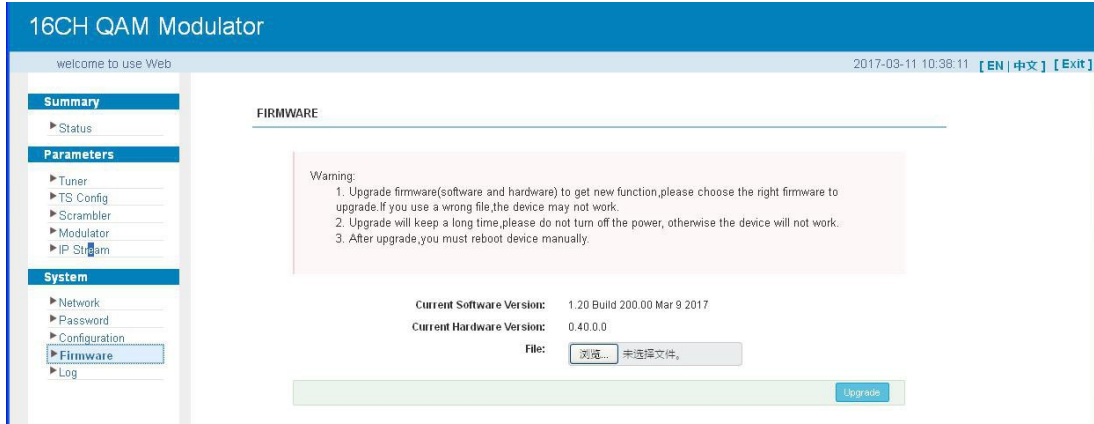 16CH QAM Modulator
welcome to use Web
2017-03-11 10:38:11 [ EN | 中文 ] [ Exit ]
Summary
Status
Parameters
Tuner
TS Config
Scrambler
Modulator
IP Stream
System
Network
Password
Configuration
Firmware
Log
FIRMWARE
Warning:
1. Upgrade firmware(software and hardware) to get new function,please choose the right firmware to
upgrade.If you use a wrong file,the device may not work.
2. Upgrade will keep a long time,please do not turn off the power, otherwise the device will not work.
3. After upgrade,you must reboot device manually.
Current Software Version: 1.20 Build 200.00 Mar 9 2017
Current Hardware Version: 0.40.0.0
File: 浏览... 未选择文件。
Upgrade